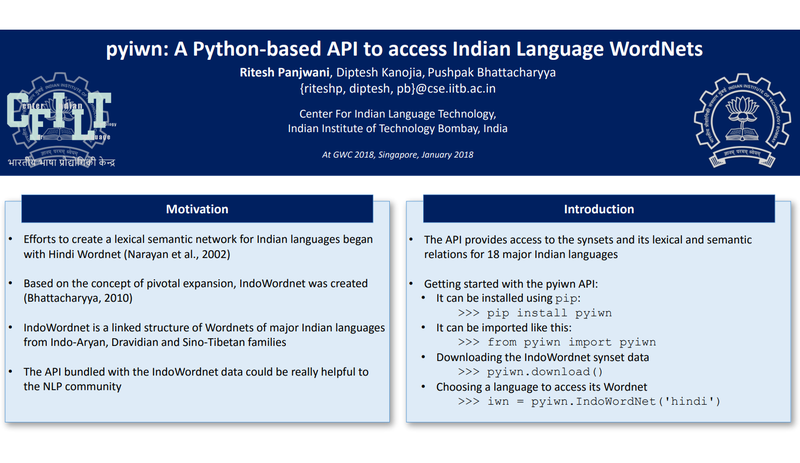 pyiwn: A Python-based API to access Indian Language WordNets
Ritesh Panjwani, Diptesh Kanojia, Pushpak Bhattacharyya
{riteshp, diptesh, pb}@cse.iitb.ac.in
Center For Indian Language Technology,
Indian Institute of Technology Bombay, India
At GWC 2018, Singapore, January 2018
Center Indian
CFILT
भारतीय भाषा प्रौद्योगिकी केन्द्र
Motivation
• Efforts to create a lexical semantic network for Indian languages began
with Hindi Wordnet (Narayan et al., 2002)
• Based on the concept of pivotal expansion, IndoWordnet was created
(Bhattacharyya, 2010)
• IndoWordnet is a linked structure of Wordnets of major Indian languages
from Indo-Aryan, Dravidian and Sino-Tibetan families
• The API bundled with the IndoWordnet data could be really helpful to
the NLP community
Introduction
• The API provides access to the synsets and its lexical and semantic
relations for 18 major Indian languages
• Getting started with the pyiwn API:
• It can be installed using pip:
>>> pip install pyiwn
• It can be imported like this:
>>> from pyiwn import pyiwn
• Downloading the IndoWordnet synset data
>>> pyiwn.download()
• Choosing a language to access its Wordnet
>>> iwn = pyiwn.IndoWordNet('hindi')